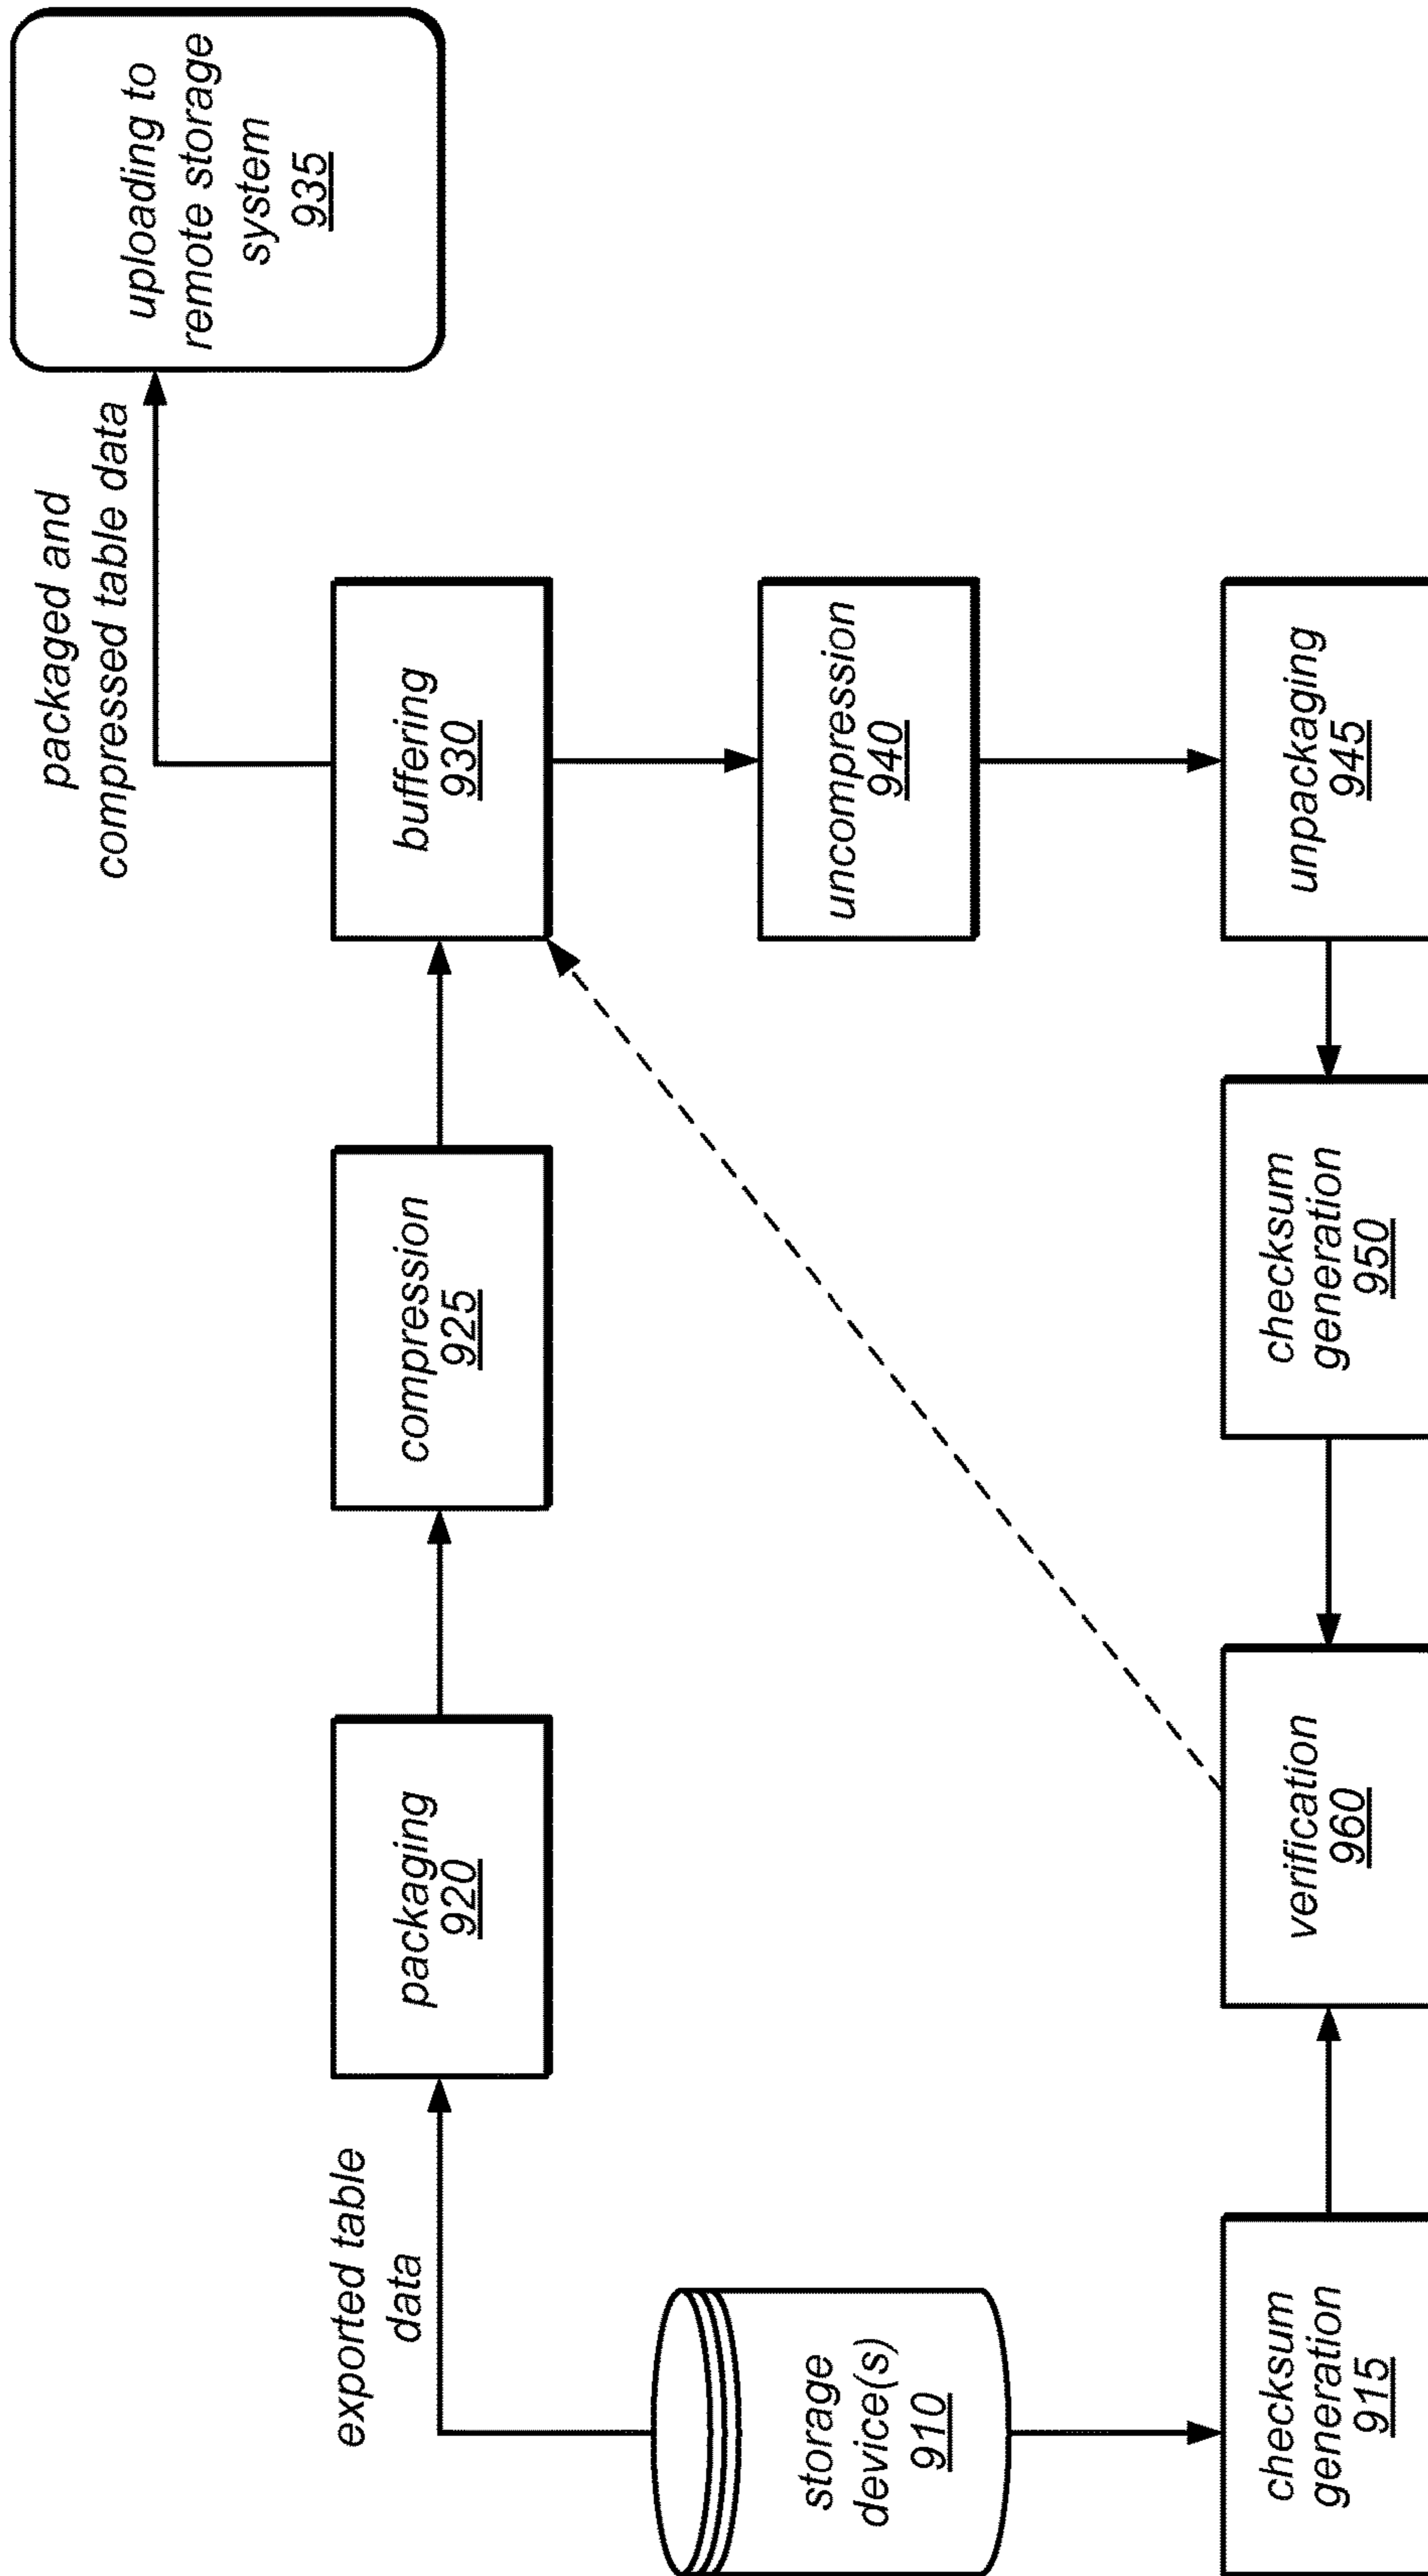 exported table
data
packaged and
compressed table data
uploading to
remote storage
system
935
packaging
920
compression
925
buffering
930
storage
device(s)
910
uncompression
940
checksum
generation
915
verification
960
checksum
generation
950
unpackaging
945